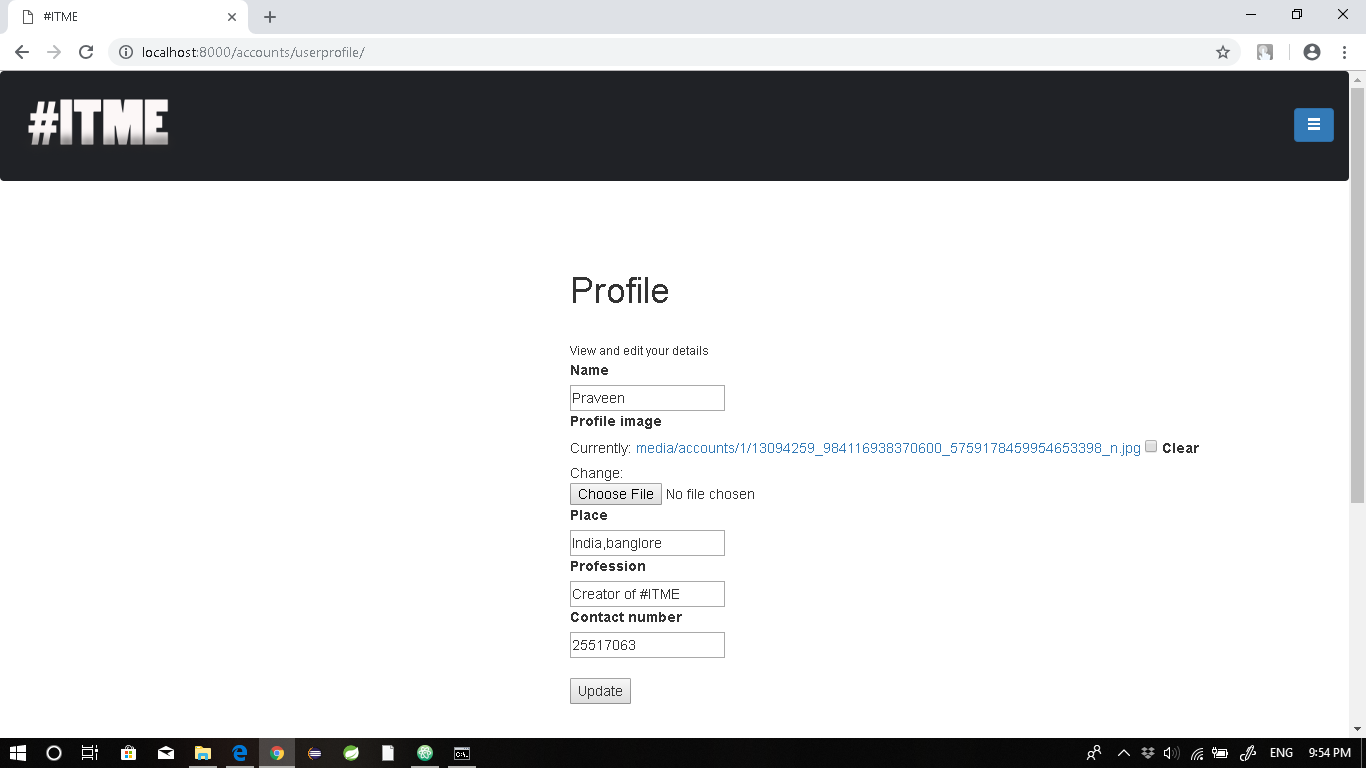 #ITME
localhost:8000/accounts/userprofile/
#ITME
Profile
View and edit your details
Name
Praveen
Profile image
Currently: media/accounts/1/13094259_984116938370600_5759178459954653398_n.jpg Clear
Change:
Choose File No file chosen
Place
India,banglore
Profession
Creator of #ITME
Contact number
25517063
Update
ENG 9:54 PM